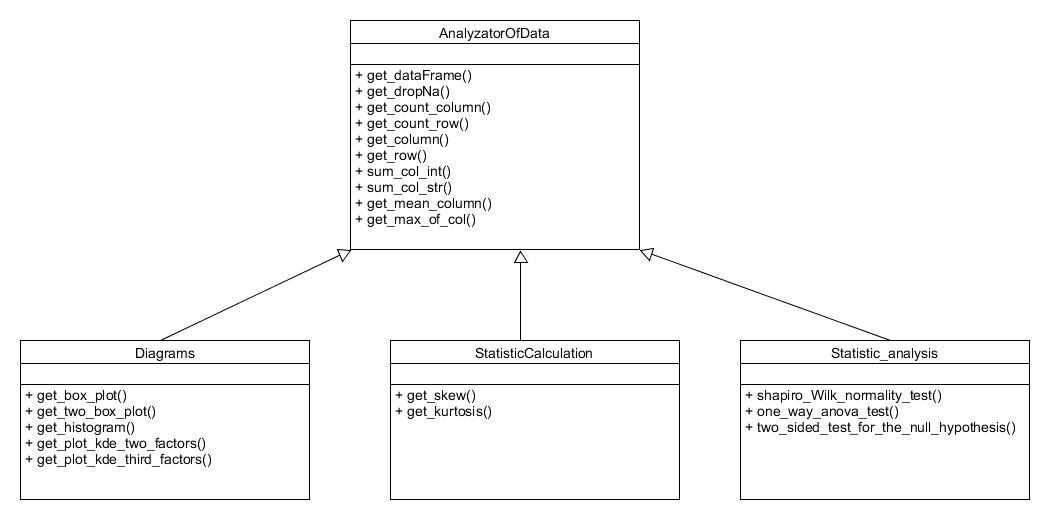 AnalyzatorOfData
+ get_dataFrame()
+ get_dropNa()
+ get_count_column()
+ get_count_row()
+ get_column()
+ get_row()
+ sum_col_int()
+ sum_col_str()
+ get_mean_column()
+ get_max_of_col()
Diagrams
+ get_box_plot()
+ get_two_box_plot()
+ get_histogram()
+ get_plot_kde_two_factors()
+ get_plot_kde_third_factors()
StatisticCalculation
+ get_skew()
+ get_kurtosis()
Statistic_analysis
+ shapiro_Wilk_normality_test()
+ one_way_anova_test()
+ two_sided_test_for_the_null_hypothesis()